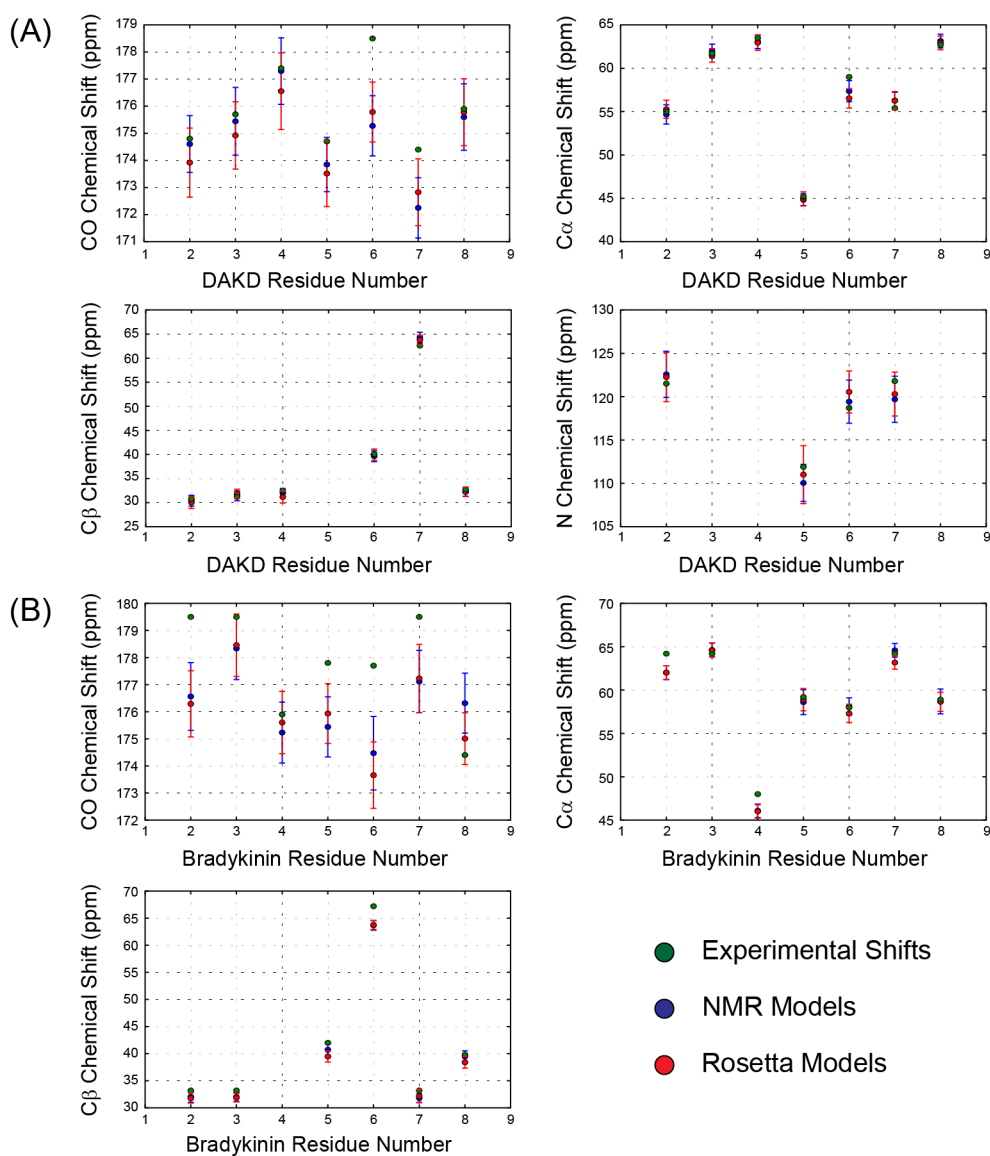 (A)
CO Chemical Shift (ppm)
179
178
177
176
175
174
173
172
171
1 2 3 4 5 6 7 8 9
DAKD Residue Number
Cα Chemical Shift (ppm)
65
60
55
50
45
40
1 2 3 4 5 6 7 8 9
DAKD Residue Number
Cβ Chemical Shift (ppm)
70
65
60
55
50
45
40
35
30
25
1 2 3 4 5 6 7 8 9
DAKD Residue Number
N Chemical Shift (ppm)
130
125
120
115
110
105
1 2 3 4 5 6 7 8 9
DAKD Residue Number
(B)
CO Chemical Shift (ppm)
180
179
178
177
176
175
174
173
172
1 2 3 4 5 6 7 8 9
Bradykinin Residue Number
Cα Chemical Shift (ppm)
70
65
60
55
50
45
1 2 3 4 5 6 7 8 9
Bradykinin Residue Number
Cβ Chemical Shift (ppm)
70
65
60
55
50
45
40
35
30
1 2 3 4 5 6 7 8 9
Bradykinin Residue Number
Experimental Shifts
NMR Models
Rosetta Models